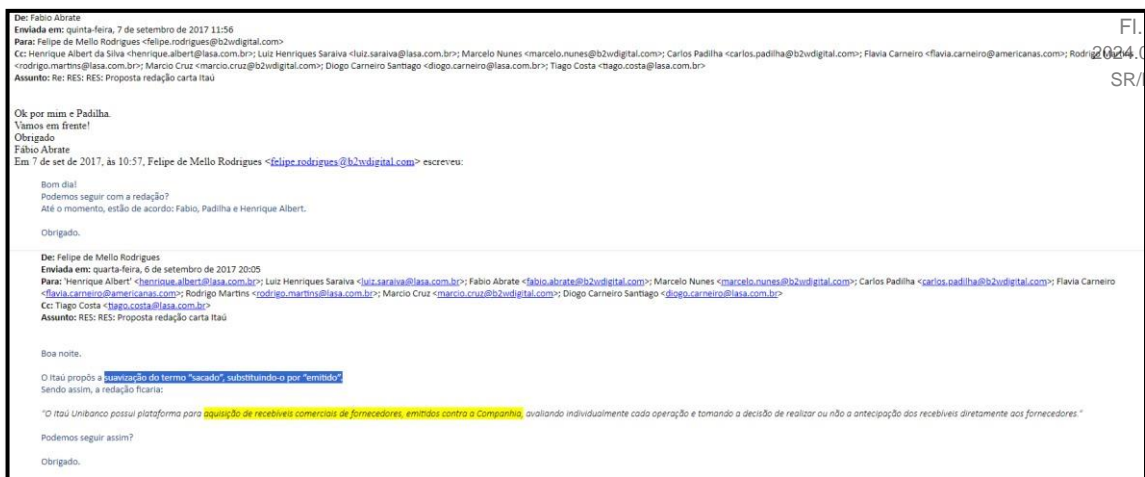 De: Fabio Abrate
Enviada em: quinta-feira, 7 de setembro de 2017 11:56
Para: Felipe de Mello Rodrigues <felipe.rodrigues@b2wdigital.com>
Cc: Henrique Albert da Silva <henrique.albert@lasa.com.br>; Luiz Henriques Saraiva <luiz.saraiva@lasa.com.br>; Marcelo Nunes <marcelo.nunes@b2wdigital.com>; Carlos Padilha <carlos.padilha@b2wdigital.com>; Flavia Carneiro <flavia.carneiro@americanas.com>; Rodrigo Martins
<rodrigo.martins@lasa.com.br>; Marcio Cruz <marcio.cruz@b2wdigital.com>; Diogo Carneiro Santiago <diogo.carneiro@lasa.com.br>; Tiago Costa <tiago.costa@lasa.com.br>
Assunto: Re: RES: RES: Proposta redação carta Itaú
Fl.
2024.0
SR/
Ok por mim e Padilha.
Vamos em frente!
Obrigado
Fábio Abrate
Em 7 de set de 2017, às 10:57, Felipe de Mello Rodrigues <felipe.rodrigues@b2wdigital.com> escreveu:
Bom dia!
Podemos seguir com a redação?
Até o momento, estão de acordo: Fabio, Padilha e Henrique Albert.
Obrigado.
De: Felipe de Mello Rodrigues
Enviada em: quarta-feira, 6 de setembro de 2017 20:05
Para: 'Henrique Albert' <henrique.albert@lasa.com.br>; Luiz Henriques Saraiva <luiz.saraiva@lasa.com.br>; Fabio Abrate <fabio.abrate@b2wdigital.com>; Marcelo Nunes <marcelo.nunes@b2wdigital.com>; Carlos Padilha <carlos.padilha@b2wdigital.com>; Flavia Carneiro
<flavia.carneiro@americanas.com>; Rodrigo Martins <rodrigo.martins@lasa.com.br>; Marcio Cruz <marcio.cruz@b2wdigital.com>; Diogo Carneiro Santiago <diogo.carneiro@lasa.com.br>
Cc: Tiago Costa <tiago.costa@lasa.com.br>
Assunto: RES: RES: Proposta redação carta Itaú
Boa noite.
O Itaú propôs a suavização do termo "sacado", substituindo-o por "emitido".
Sendo assim, a redação ficaria:
"O Itaú Unibanco possui plataforma para aquisição de recebíveis comerciais de fornecedores, emitidos contra a Companhia, avaliando individualmente cada operação e tomando a decisão de realizar ou não a antecipação dos recebíveis diretamente aos fornecedores."
Podemos seguir assim?
Obrigado.